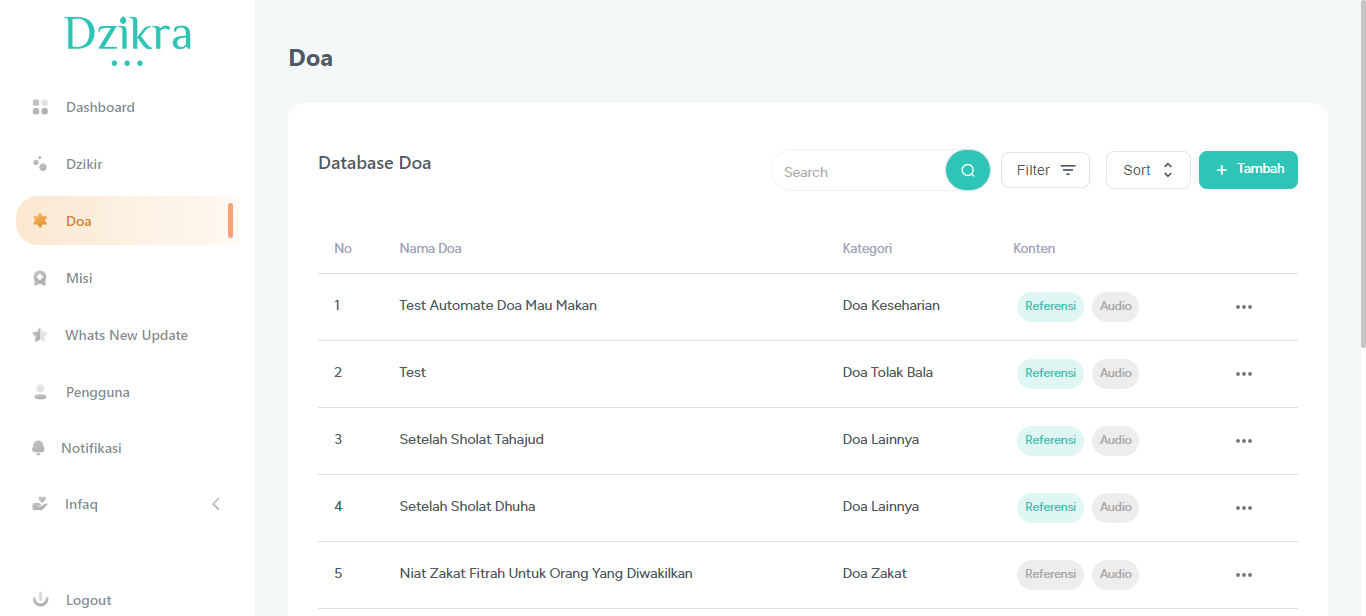 Dzikra
Dashboard
Dzikir
Doa
Misi
Whats New Update
Pengguna
Notifikasi
Infaq
Logout
Doa
Database Doa
Search
Filter
Sort
+ Tambah
No Nama Doa Kategori Konten
1 Test Automate Doa Mau Makan Doa Keseharian Referensi Audio
2 Test Doa Tolak Bala Referensi Audio
3 Setelah Sholat Tahajud Doa Lainnya Referensi Audio
4 Setelah Sholat Dhuha Doa Lainnya Referensi Audio
5 Niat Zakat Fitrah Untuk Orang Yang Diwakilkan Doa Zakat Referensi Audio